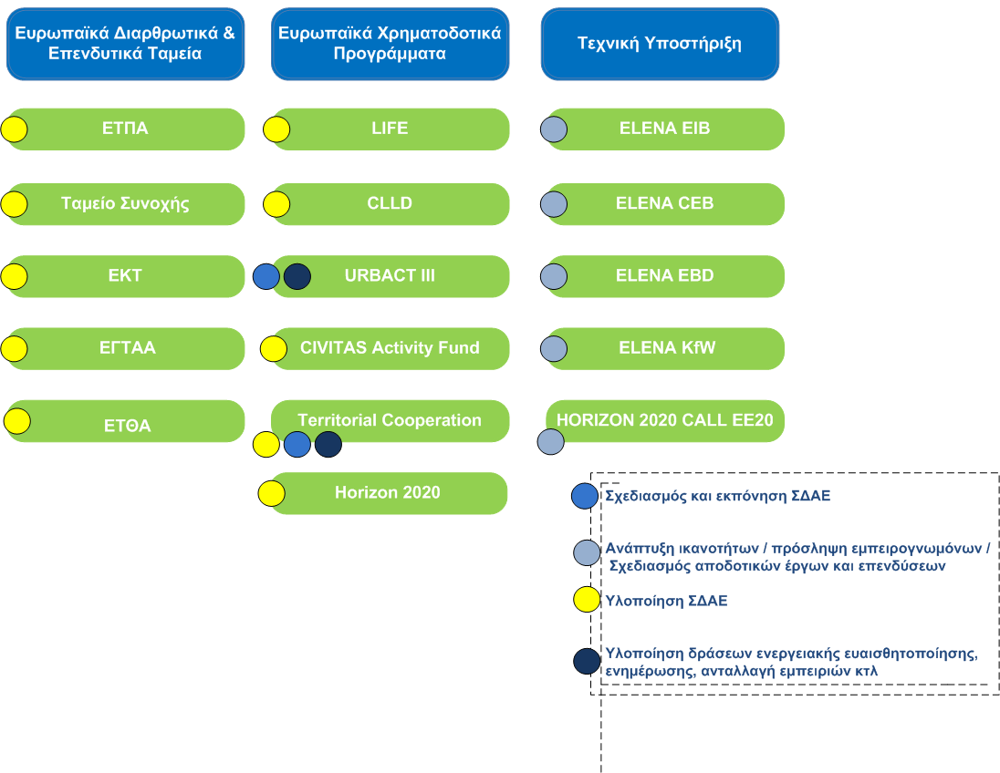 Ευρωπαϊκά Διαρθρωτικά &
Επενδυτικά Ταμεία
ΕΤΠΑ
Ταμείο Συνοχής
ΕΚΤ
ΕΓΤΑΑ
ΕΤΘΑ
Ευρωπαϊκά Χρηματοδοτικά
Προγράμματα
LIFE
CLLD
URBACT III
CIVITAS Activity Fund
Territorial Cooperation
Horizon 2020
Τεχνική Υποστήριξη
ELENA EIB
ELENA CEB
ELENA EBD
ELENA KfW
HORIZON 2020 CALL EE20
Σχεδιασμός και εκπόνηση ΣΔΑΕ
Ανάπτυξη ικανοτήτων / πρόσληψη εμπειρογνωμόνων /
Σχεδιασμός αποδοτικών έργων και επενδύσεων
Υλοποίηση ΣΔΑΕ
Υλοποίηση δράσεων ενεργειακής ευαισθητοποίησης,
ενημέρωσης, ανταλλαγή εμπειριών κτλ